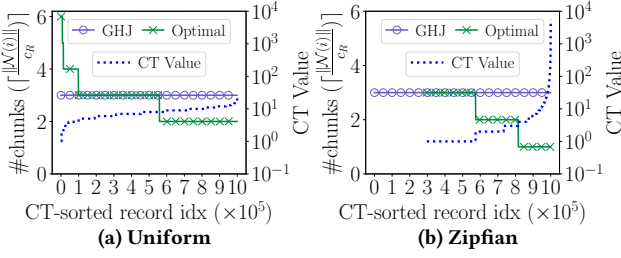 GHJ Optimal
CT Value
#chunks (⌈||N(i)||/c_R⌉)
6
4
2
0
10^4
10^3
10^2
10^1
10^0
10^-1
CT Value
0 1 2 3 4 5 6 7 8 9 10
CT-sorted record idx (×10^5)
(a) Uniform
GHJ Optimal
CT Value
#chunks (⌈||N(i)||/c_R⌉)
6
4
2
0
10^4
10^3
10^2
10^1
10^0
10^-1
CT Value
0 1 2 3 4 5 6 7 8 9 10
CT-sorted record idx (×10^5)
(b) Zipfian